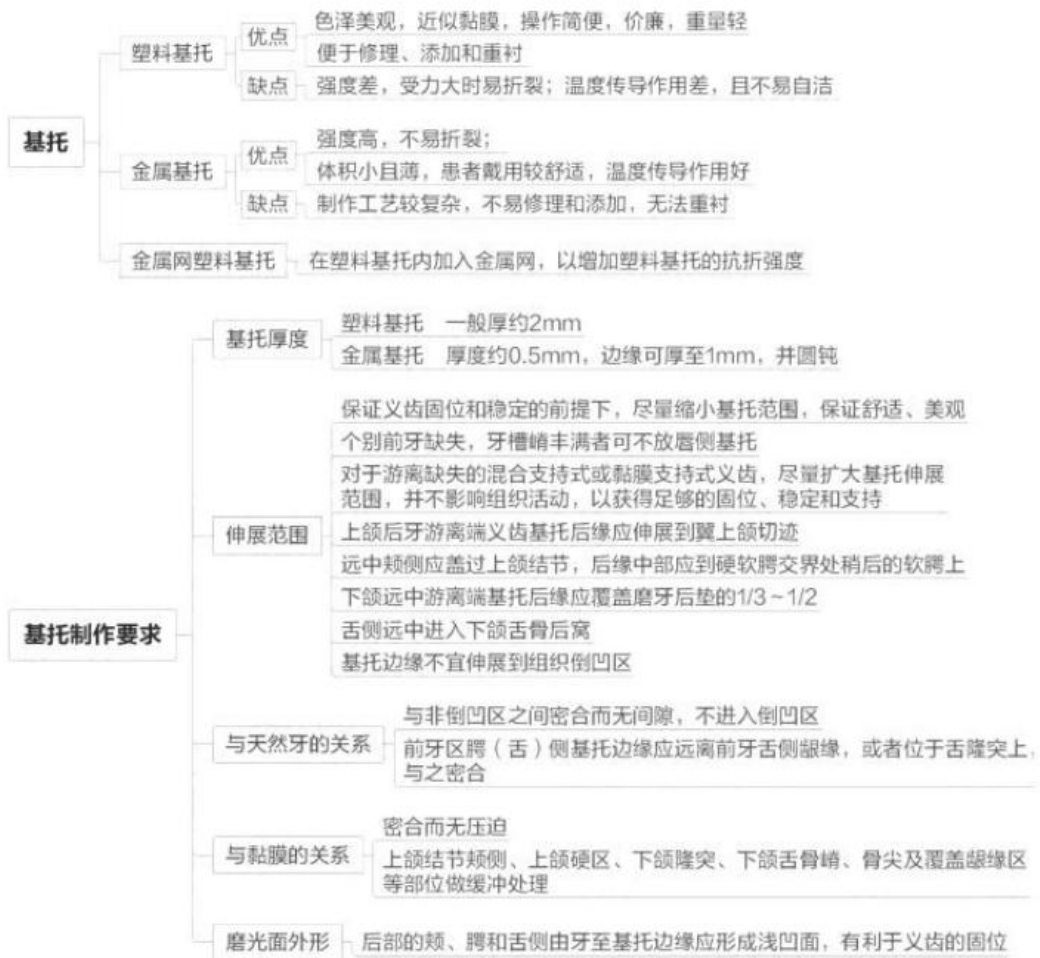 基托
塑料基托
优点
色泽美观，近似黏膜，操作简便，价廉，重量轻
便于修理、添加和重衬
缺点
强度差，受力大时易折裂；温度传导作用差，且不易自洁
金属基托
优点
强度高，不易折裂；
体积小且薄，患者戴用较舒适，温度传导作用好
缺点
制作工艺较复杂，不易修理和添加，无法重衬
金属网塑料基托
在塑料基托内加入金属网，以增加塑料基托的抗折强度
基托制作要求
基托厚度
塑料基托 一般厚约2mm
金属基托 厚度约0.5mm，边缘可厚至1mm，并圆钝
伸展范围
保证义齿固位和稳定的前提下，尽量缩小基托范围，保证舒适、美观
个别前牙缺失，牙槽嵴丰满者可不放唇侧基托
对于游离缺失的混合支持式或黏膜支持式义齿，尽量扩大基托伸展
范围，并不影响组织活动，以获得足够的固位、稳定和支持
上颌后牙游离端义齿基托后缘应伸展到翼上颌切迹
远中颊侧应盖过上颌结节，后缘中部应到硬软腭交界处稍后的软腭上
下颌远中游离端基托后缘应覆盖磨牙后垫的1/3～1/2
舌侧远中进入下颌舌骨后窝
基托边缘不宜伸展到组织倒凹区
与天然牙的关系
与非倒凹区之间密合而无间隙，不进入倒凹区
前牙区腭（舌）侧基托边缘应远离前牙舌侧龈缘，或者位于舌隆突上，
与之密合
与黏膜的关系
密合而无压迫
上颌结节颊侧、上颌硬区、下颌隆突、下颌舌骨嵴、骨尖及覆盖龈缘区
等部位做缓冲处理
磨光面外形
后部的颊、腭和舌侧由牙至基托边缘应形成浅凹面，有利于义齿的固位